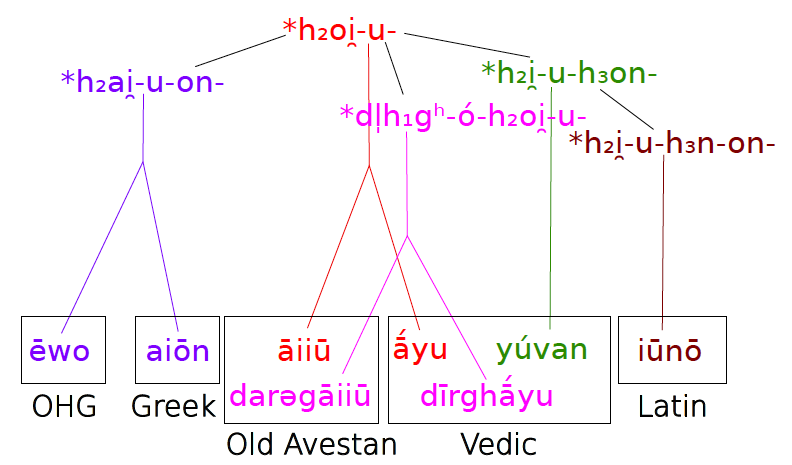 *h₂oi̯-u-
*h₂ai̯-u-on-
*h₂i̯-u-h₃on-
*dl̥h₁gʰ-ó-h₂oi̯-u-
*h₂i̯-u-h₃n-on-
ēwo
aiōn
āiiū
ā́yu
yúvan
iūnō
darəgāiiū
dīrghā́yu
OHG
Greek
Latin
Old Avestan
Vedic